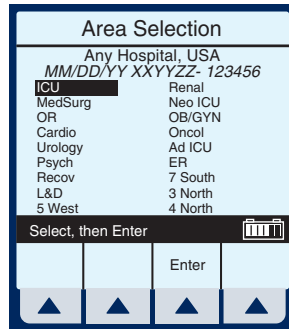 Area Selection
Any Hospital, USA
MM/DD/YY XXYYZZ- 123456
ICU Renal
MedSurg Neo ICU
OR OB/GYN
Cardio Oncol
Urology Ad ICU
Psych ER
Recov 7 South
L&D 3 North
5 West 4 North
Select, then Enter
Enter